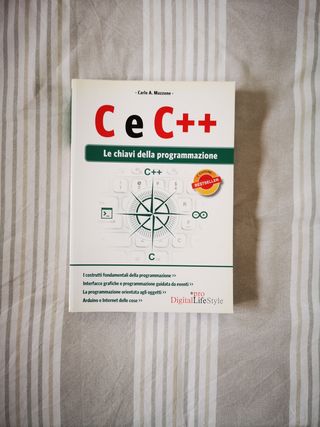 - Carlo A. Mazzone -
C e C++
Le chiavi della programmazione
C++
BESTSELLER
C
I costrutti fondamentali della programmazione >>
Interfacce grafiche e programmazione guidata da eventi >>
La programmazione orientata agli oggetti >>
Arduino e Internet delle cose >>
pro
DigitalLifeStyle